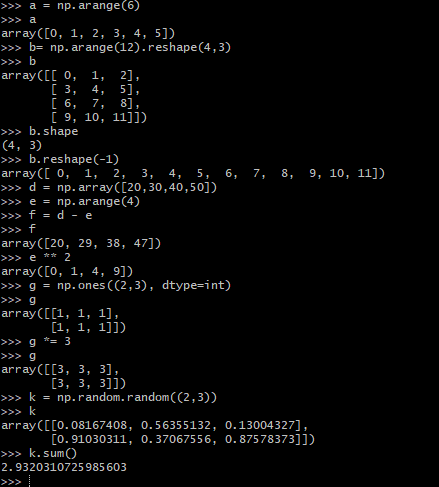 >>> a = np.arange(6)
>>> a
array([0, 1, 2, 3, 4, 5])
>>> b= np.arange(12).reshape(4,3)
>>> b
array([[ 0,  1,  2],
       [ 3,  4,  5],
       [ 6,  7,  8],
       [ 9, 10, 11]])
>>> b.shape
(4, 3)
>>> b.reshape(-1)
array([ 0,  1,  2,  3,  4,  5,  6,  7,  8,  9, 10, 11])
>>> d = np.array([20,30,40,50])
>>> e = np.arange(4)
>>> f = d - e
>>> f
array([20, 29, 38, 47])
>>> e ** 2
array([0, 1, 4, 9])
>>> g = np.ones((2,3), dtype=int)
>>> g
array([[1, 1, 1],
       [1, 1, 1]])
>>> g *= 3
>>> g
array([[3, 3, 3],
       [3, 3, 3]])
>>> k = np.random.random((2,3))
>>> k
array([[0.08167408, 0.56355132, 0.13004327],
       [0.91030311, 0.37067556, 0.87578373]])
>>> k.sum()
2.9320310725985603
>>>